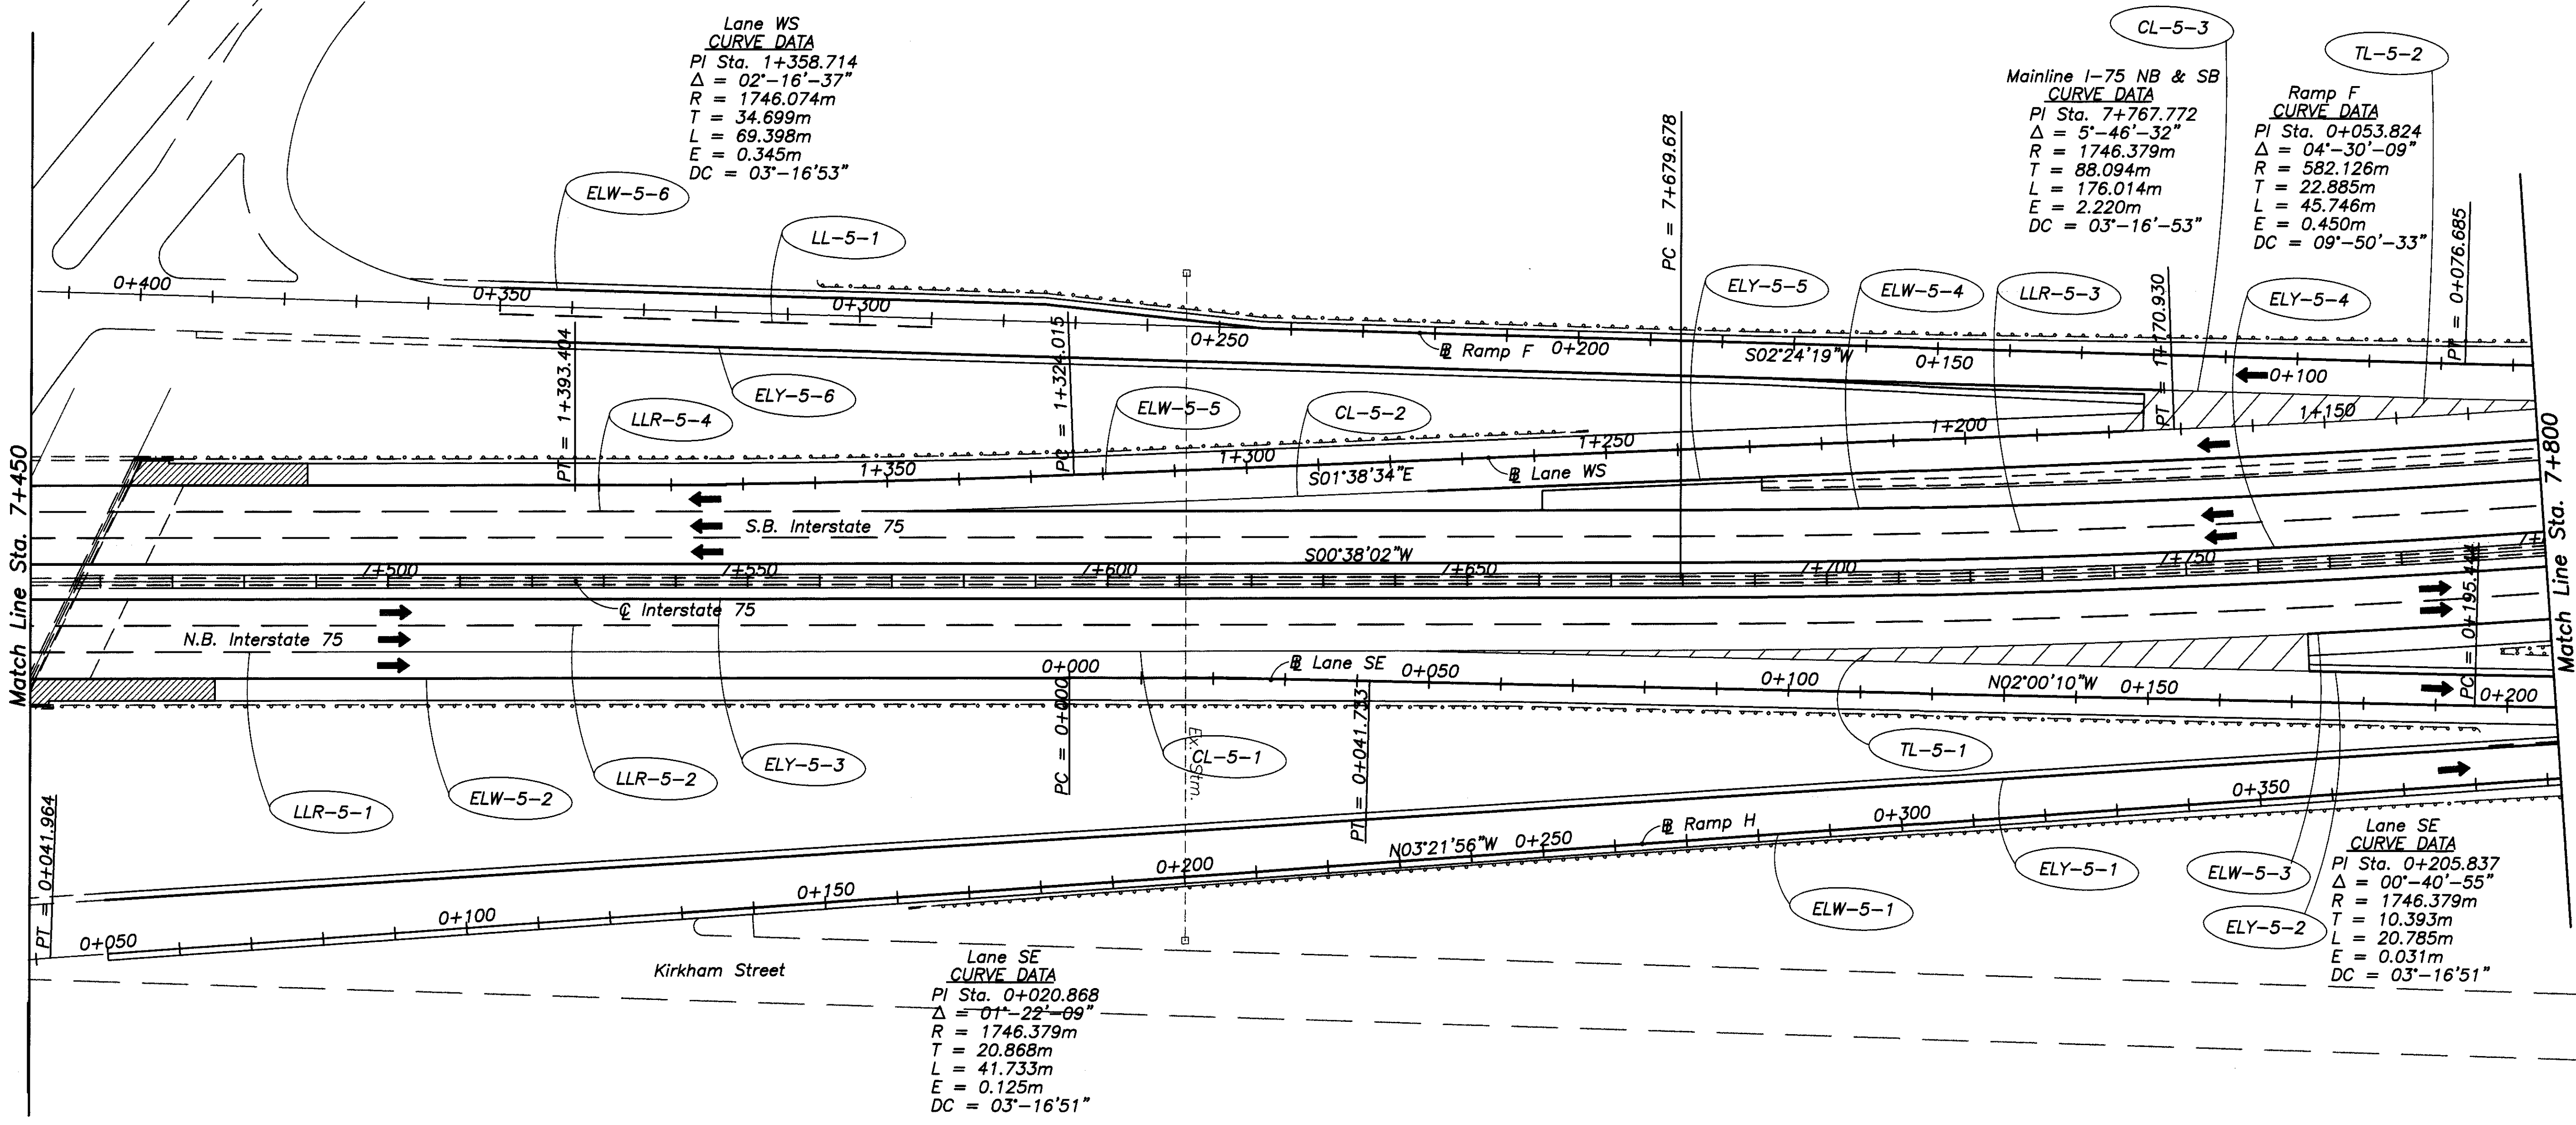 Lane WS
CURVE DATA
PI Sta. 1+358.714
Δ = 02°-16'-37"
R = 1746.074m
T = 34.699m
L = 69.398m
E = 0.345m
DC = 03°-16'53"
CL-5-3
TL-5-2
Mainline I-75 NB & SB
CURVE DATA
PI Sta. 7+767.772
Δ = 5°-46'-32"
R = 1746.379m
T = 88.094m
L = 176.014m
E = 2.220m
DC = 03°-16'-53"
Ramp F
CURVE DATA
PI Sta. 0+053.824
Δ = 04°-30'-09"
R = 582.126m
T = 22.885m
L = 45.746m
E = 0.450m
DC = 09°-50'-33"
ELW-5-6
LL-5-1
PC = 7+679.678
PT = 0+076.685
ELY-5-5
ELW-5-4
LLR-5-3
PT = 1+170.930
ELY-5-4
0+400
0+350
0+300
0+250
℄ Ramp F
0+200
S02°24'19"W
0+150
0+100
PT = 1+393.404
PC = 1+324.015
ELY-5-6
LLR-5-4
ELW-5-5
CL-5-2
1+350
1+300
1+250
1+200
1+150
S01°38'34"E
℄ Lane WS
S.B. Interstate 75
S00°38'02"W
7+500
7+550
7+600
7+650
7+700
7+750
Match Line Sta. 7+450
Match Line Sta. 7+800
℄ Interstate 75
N.B. Interstate 75
0+000
℄ Lane SE
0+050
0+100
N02°00'10"W
0+150
0+200
PC = 0+000
PT = 0+041.733
PC = 0+195.444
Ex. Strm.
LLR-5-1
ELW-5-2
LLR-5-2
ELY-5-3
CL-5-1
TL-5-1
PT = 0+041.964
0+050
0+100
0+150
0+200
N03°21'56"W
0+250
℄ Ramp H
0+300
0+350
ELW-5-1
ELY-5-1
ELW-5-3
ELY-5-2
Lane SE
CURVE DATA
PI Sta. 0+205.837
Δ = 00°-40'-55"
R = 1746.379m
T = 10.393m
L = 20.785m
E = 0.031m
DC = 03°-16'51"
Kirkham Street
Lane SE
CURVE DATA
PI Sta. 0+020.868
Δ = 01°-22'-09"
R = 1746.379m
T = 20.868m
L = 41.733m
E = 0.125m
DC = 03°-16'51"